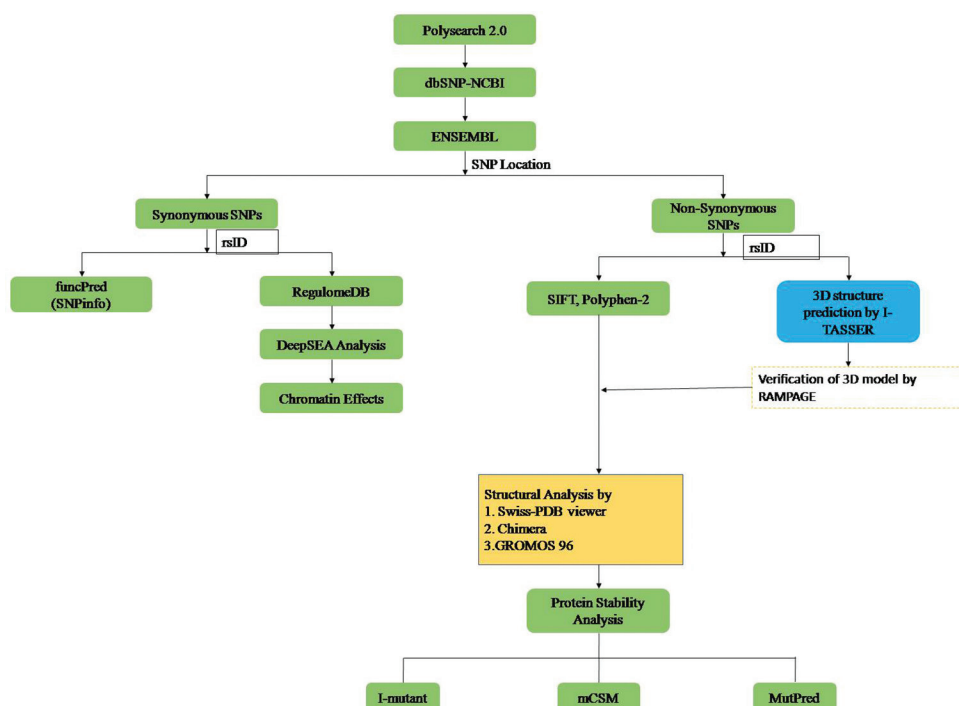 Polysearch 2.0
dbSNP-NCBI
ENSEMBL
SNP Location
Synonymous SNPs
rsID
funcPred
(SNPinfo)
RegulomeDB
DeepSEA Analysis
Chromatin Effects
Non-Synonymous
SNPs
rsID
SIFT, Polyphen-2
3D structure
prediction by I-
TASSER
Verification of 3D model by
RAMPAGE
Structural Analysis by
1. Swiss-PDB viewer
2. Chimera
3.GROMOS 96
Protein Stability
Analysis
I-mutant
mCSM
MutPred